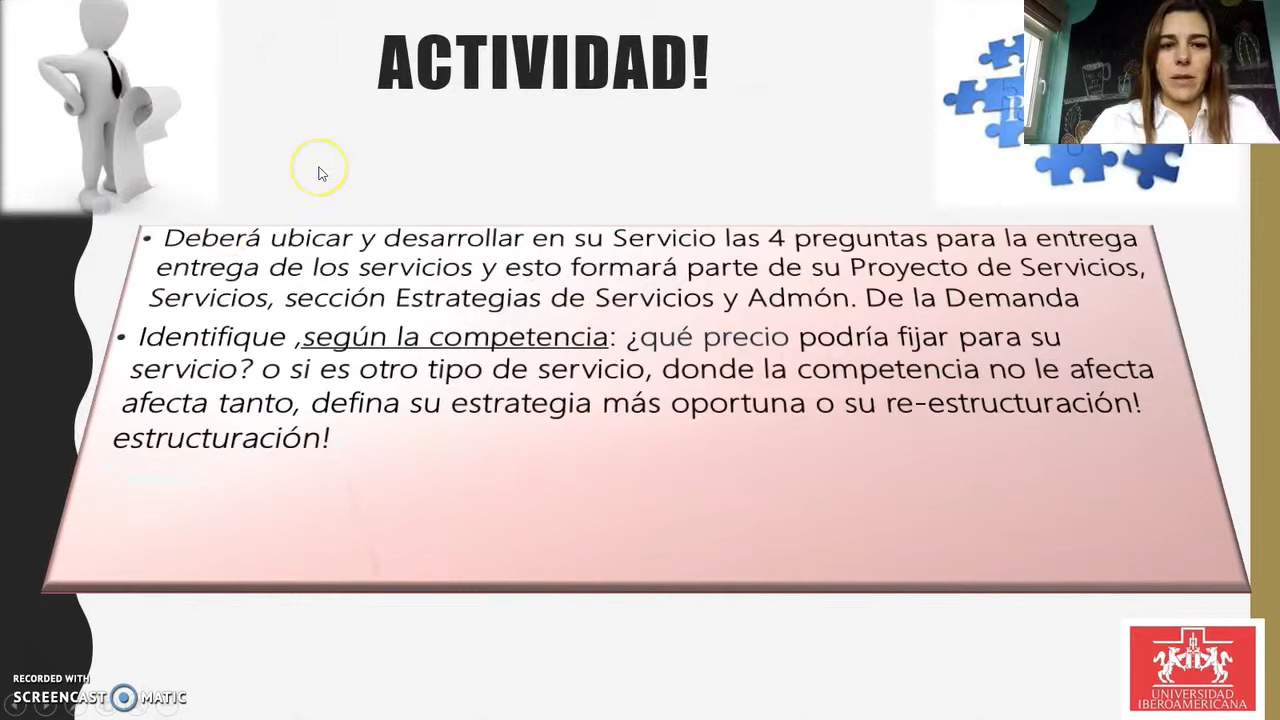 ACTIVIDAD!
• Deberá ubicar y desarrollar en su Servicio las 4 preguntas para la entrega
entrega de los servicios y esto formará parte de su Proyecto de Servicios,
Servicios, sección Estrategias de Servicios y Admón. De la Demanda
• Identifique ,según la competencia: ¿qué precio podría fijar para su
servicio? o si es otro tipo de servicio, donde la competencia no le afecta
afecta tanto, defina su estrategia más oportuna o su re-estructuración!
estructuración!
RECORDED WITH
SCREENCAST MATIC
UNIVERSIDAD
IBEROAMERICANA